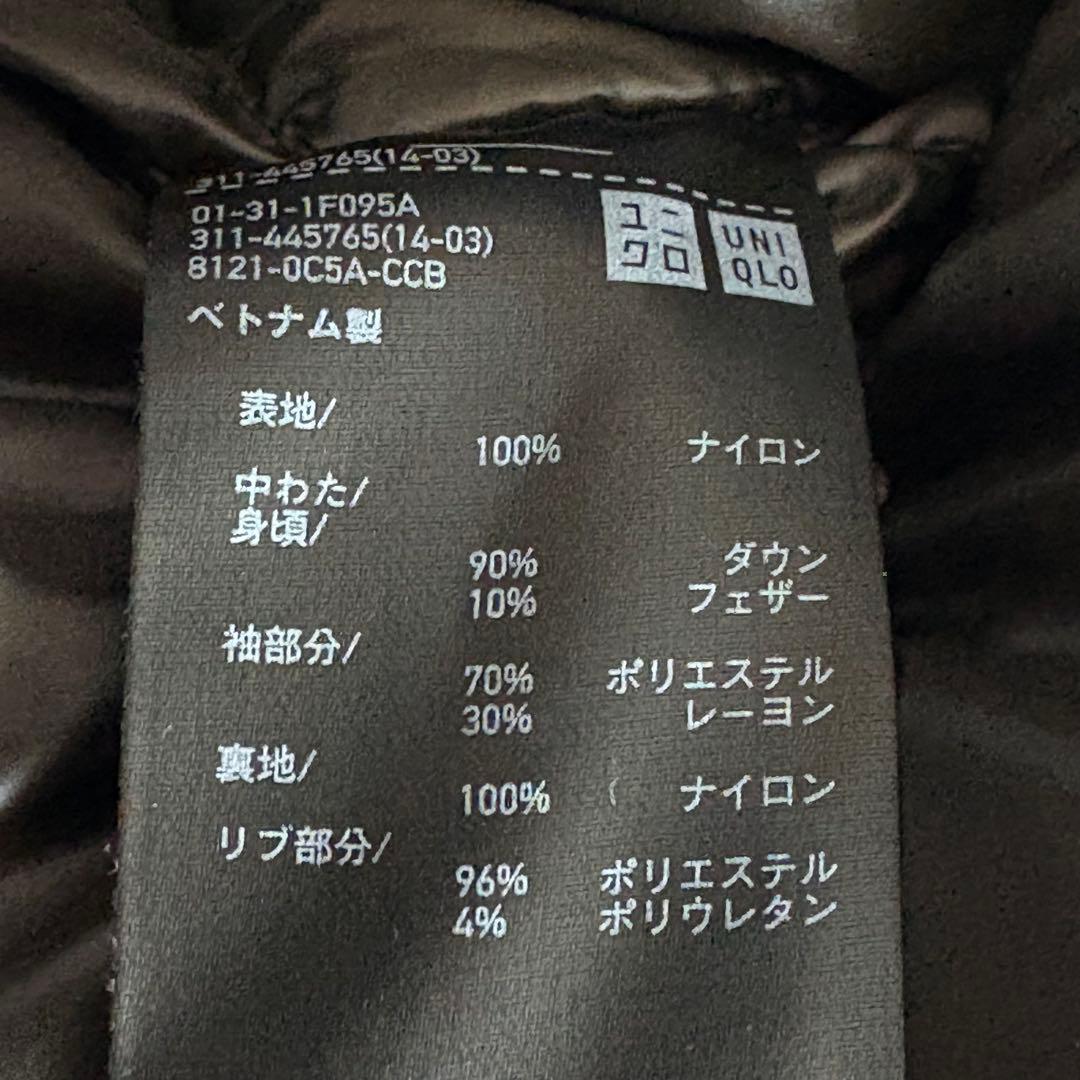 311-445765(14-03)
01-31-1F095A
311-445765(14-03)
8121-0C5A-CCB
ユニ
クロ
UNI
QLO
ベトナム製
表地/
100% ナイロン
中わた/
身頃/
90% ダウン
10% フェザー
袖部分/
70% ポリエステル
30% レーヨン
裏地/
100% ナイロン
リブ部分/
96% ポリエステル
4% ポリウレタン